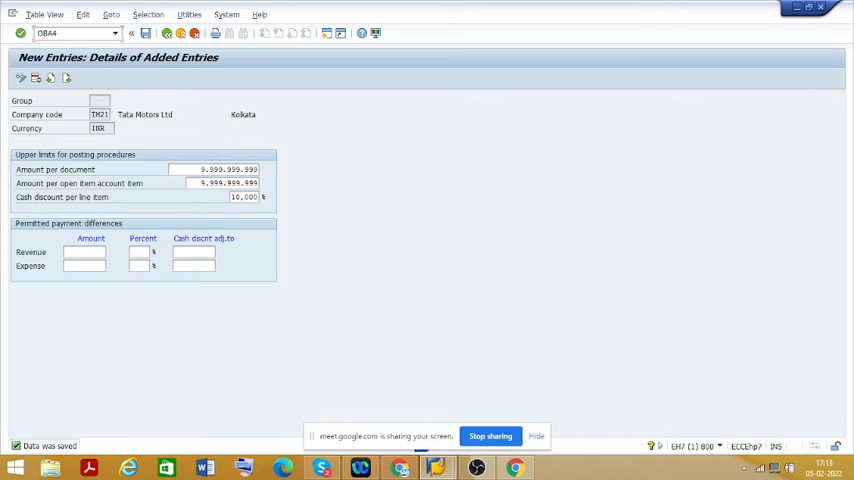 Table View Edit Goto Selection Utilities System Help
OBA4
New Entries: Details of Added Entries
Group
Company code TM21 Tata Motors Ltd Kolkata
Currency INR
Upper limits for posting procedures
Amount per document 9.999.999.999
Amount per open item account item 9.999.999.999
Cash discount per line item 10,000 %
Permitted payment differences
Amount Percent Cash discnt adj.to
Revenue %
Expense %
meet.google.com is sharing your screen. Stop sharing Hide
Data was saved EH7 (1) 800 ECCEhp7 INS
17:13
05-02-2022